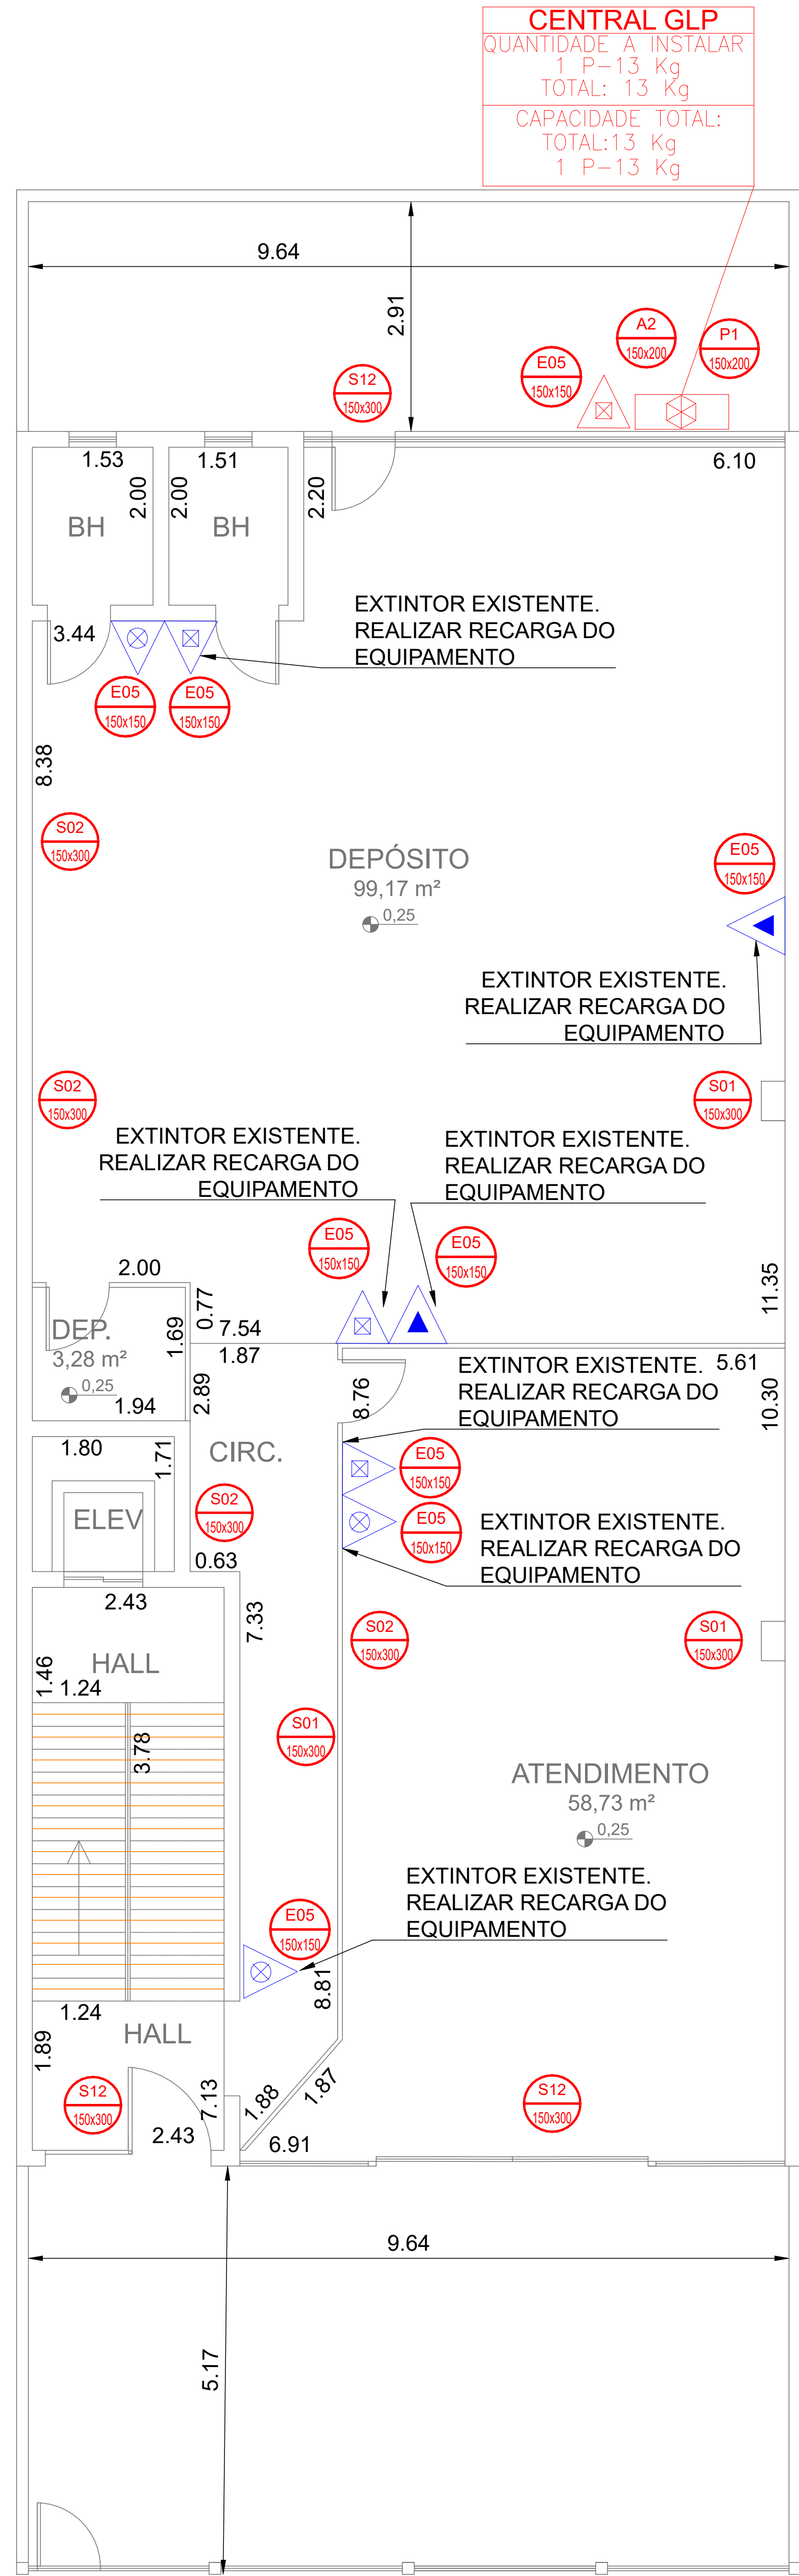 CENTRAL GLP
QUANTIDADE A INSTALAR
1 P-13 Kg
TOTAL: 13 Kg
CAPACIDADE TOTAL:
TOTAL:13 Kg
1 P-13 Kg
9.64
2.91
A2
150x200
P1
150x200
E05
150x150
S12
150x300
1.53
2.00
2.00
1.51
2.20
6.10
BH
BH
EXTINTOR EXISTENTE.
REALIZAR RECARGA DO
EQUIPAMENTO
3.44
E05
150x150
E05
150x150
8.38
S02
150x300
DEPÓSITO
99,17 m²
0,25
E05
150x150
EXTINTOR EXISTENTE.
REALIZAR RECARGA DO
EQUIPAMENTO
S02
150x300
S01
150x300
EXTINTOR EXISTENTE.
REALIZAR RECARGA DO
EQUIPAMENTO
EXTINTOR EXISTENTE.
REALIZAR RECARGA DO
EQUIPAMENTO
E05
150x150
E05
150x150
2.00
0.77
7.54
11.35
DEP.
3,28 m²
0,25
1.69
1.94
1.87
2.89
8.76
EXTINTOR EXISTENTE.
REALIZAR RECARGA DO
EQUIPAMENTO
5.61
10.30
1.80
1.71
CIRC.
E05
150x150
ELEV
S02
150x300
E05
150x150
EXTINTOR EXISTENTE.
REALIZAR RECARGA DO
EQUIPAMENTO
0.63
2.43
7.33
S02
150x300
S01
150x300
HALL
1.46
1.24
S01
150x300
3.78
ATENDIMENTO
58,73 m²
0,25
EXTINTOR EXISTENTE.
REALIZAR RECARGA DO
EQUIPAMENTO
E05
150x150
8.81
1.24
HALL
1.89
S12
150x300
7.13
1.88
1.87
S12
150x300
2.43
6.91
9.64
5.17